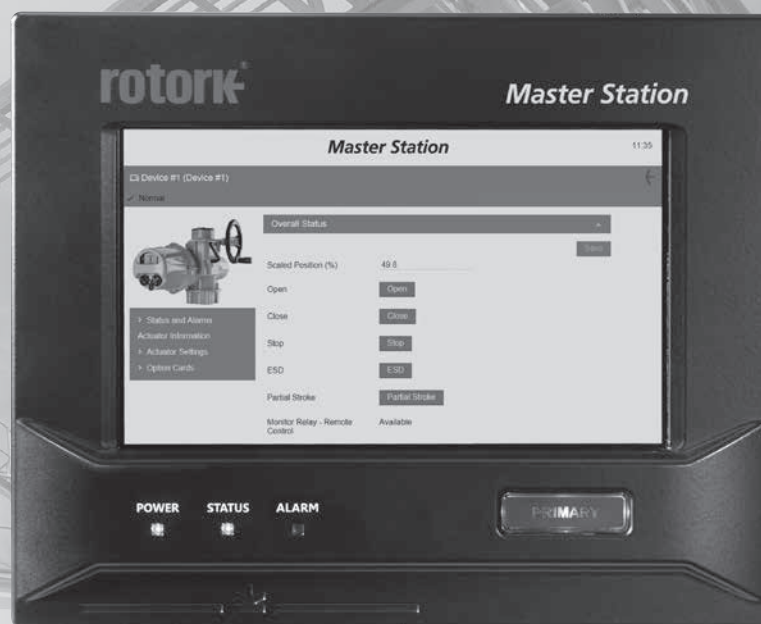 rotork®
Master Station
Master Station
11:35
Device #1 (Device #1)
Normal
Overall Status
Save
Scaled Position (%) 49.8
Open Open
Close Close
Stop Stop
ESD ESD
Partial Stroke Partial Stroke
Monitor Relay - Remote Available
Control
> Status and Alarms
Actuator Information
> Actuator Settings
> Option Cards
POWER STATUS ALARM
PRIMARY